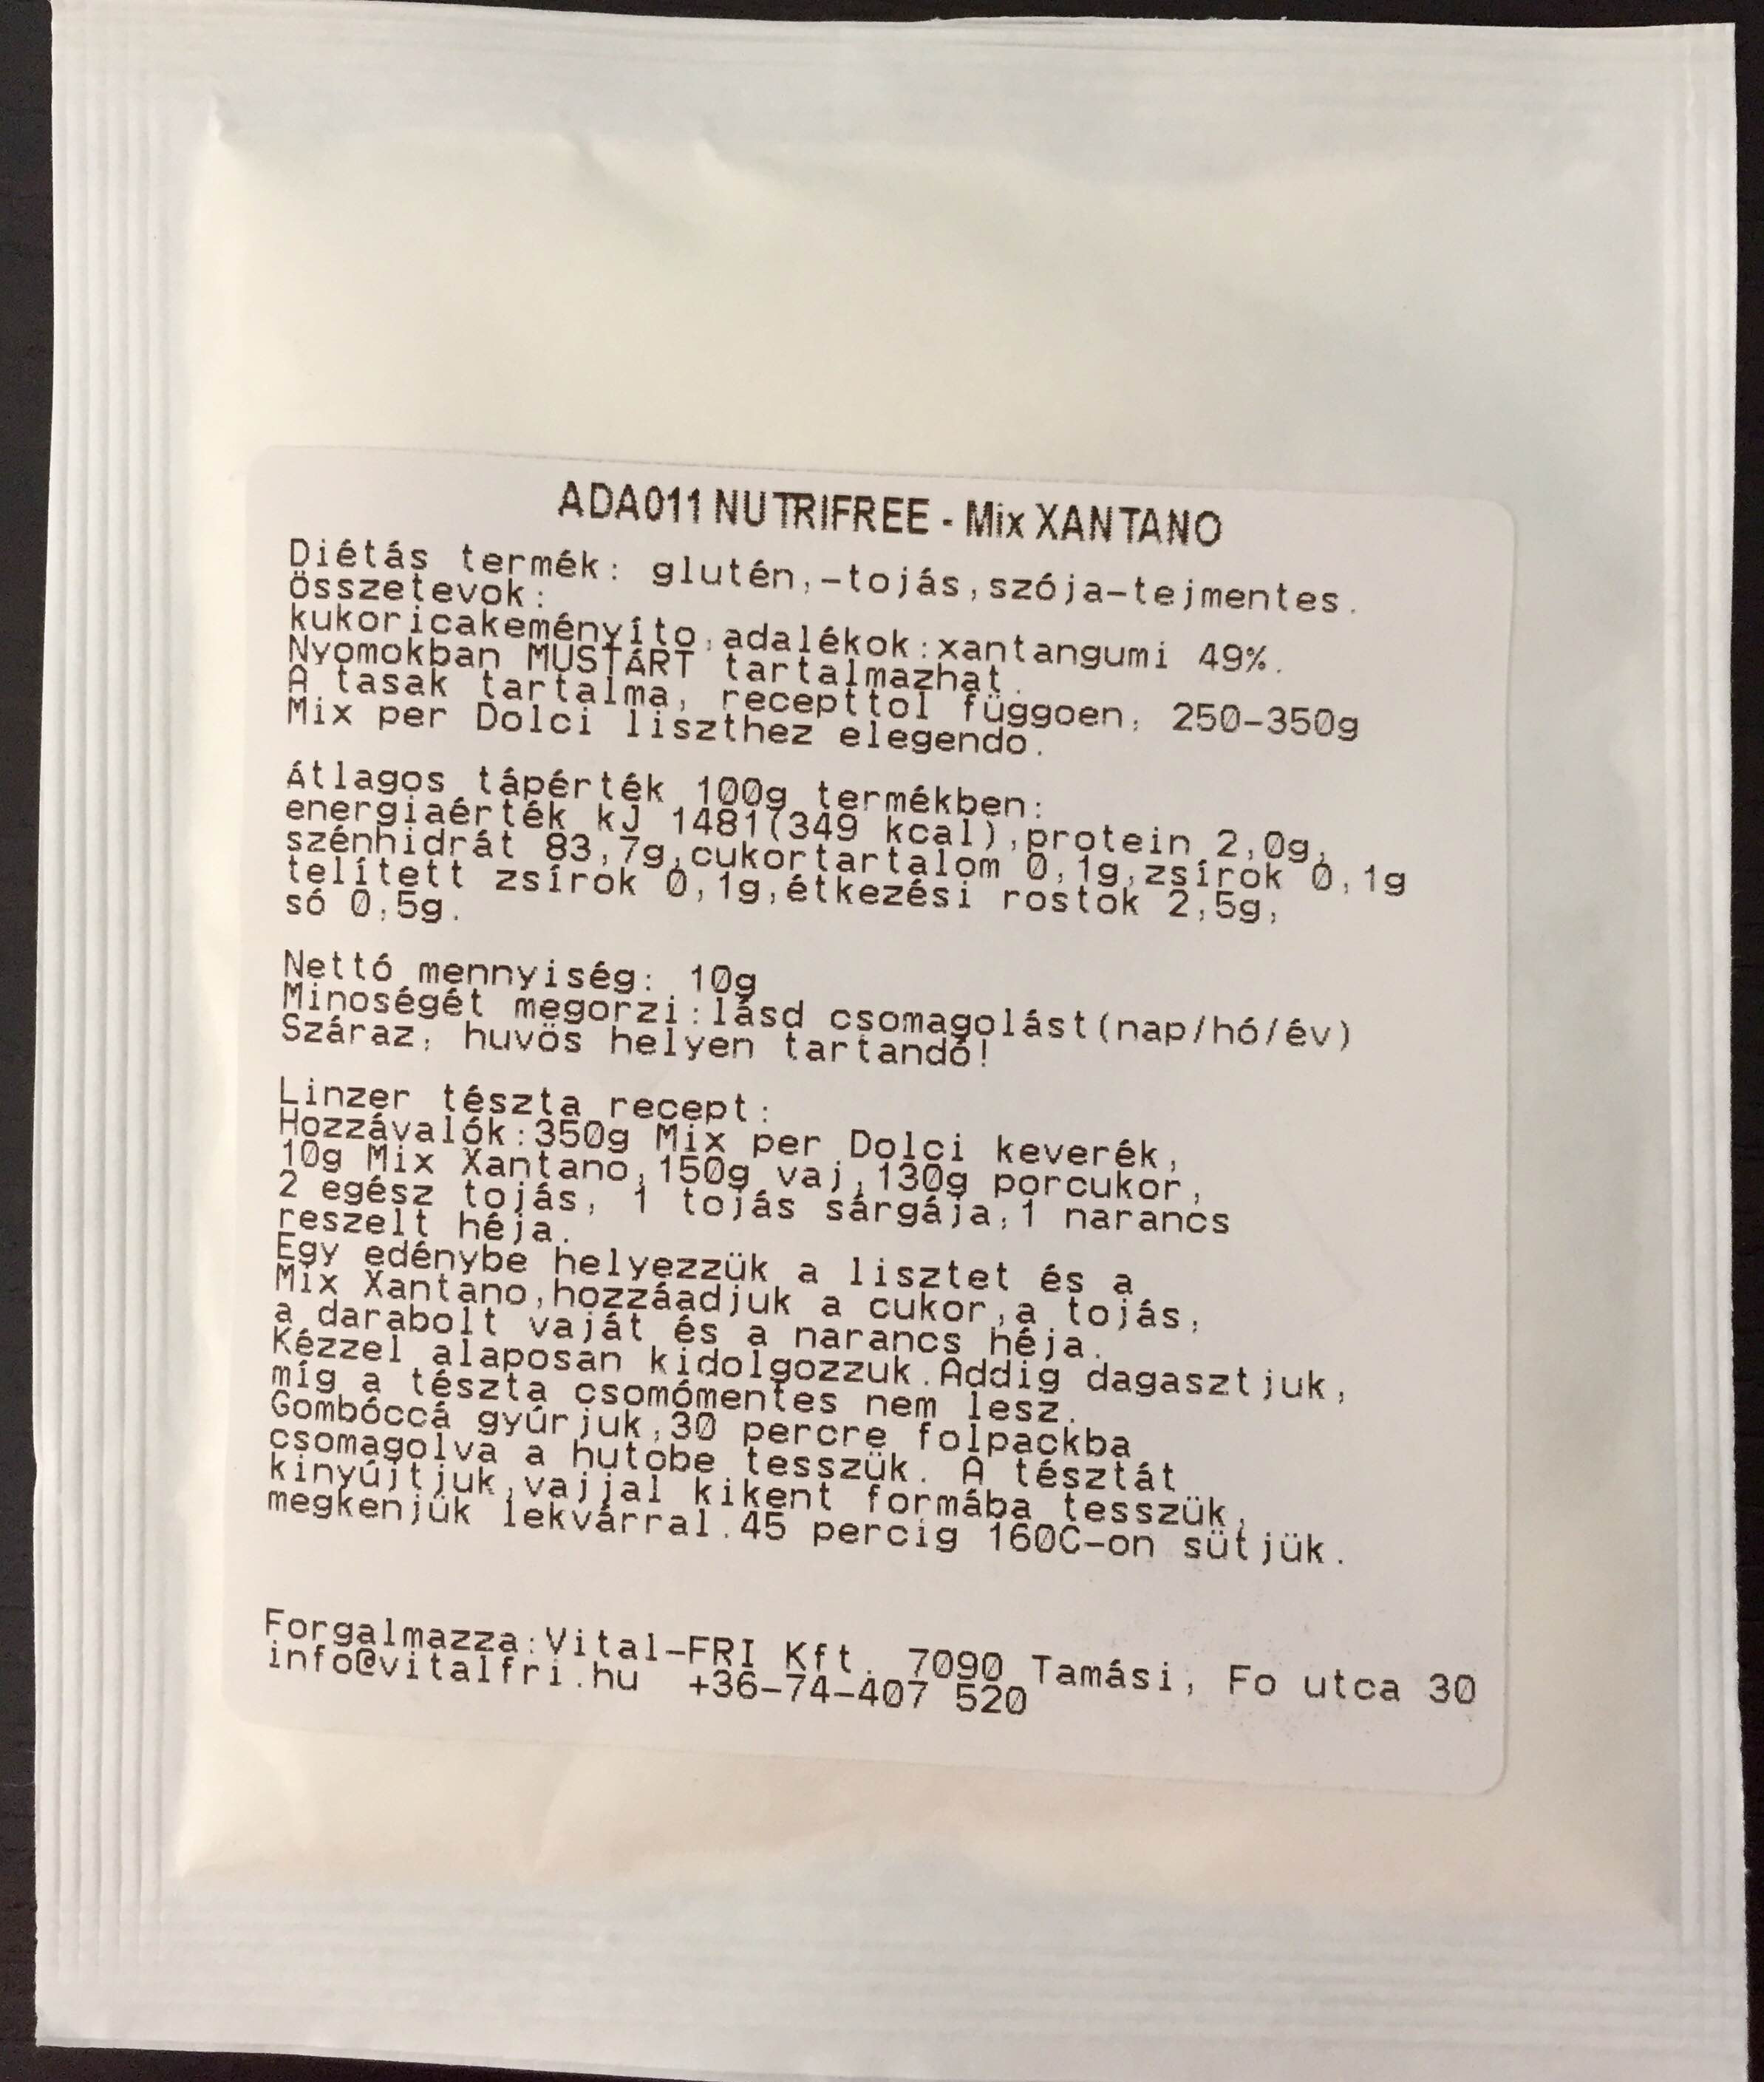 ADA011 NUTRIFREE - Mix XANTANO
Diétás termék: glutén,-tojás,szója-tejmentes.
Összetevok:
kukoricakeményíto,adalékok:xantangumi 49%.
Nyomokban MUSTÁRT tartalmazhat.
A tasak tartalma, recepttol függoen, 250-350g
Mix per Dolci liszthez elegendo.
Átlagos tápérték 100g termékben:
energiaérték kJ 1481(349 kcal),protein 2,0g,
szénhidrát 83,7g,cukortartalom 0,1g,zsírok 0,1g
telített zsírok 0,1g,étkezési rostok 2,5g,
só 0,5g.
Nettó mennyiség: 10g
Minoségét megorzi:lásd csomagolást(nap/hó/év)
Száraz, huvös helyen tartandó!
Linzer tészta recept:
Hozzávalók:350g Mix per Dolci keverék,
10g Mix Xantano,150g vaj,130g porcukor,
2 egész tojás, 1 tojás sárgája,1 narancs
reszelt héja.
Egy edénybe helyezzük a lisztet és a
Mix Xantano,hozzáadjuk a cukor,a tojás,
a darabolt vaját és a narancs héja.
Kézzel alaposan kidolgozzuk.Addig dagasztjuk,
míg a tészta csomómentes nem lesz.
Gombóccá gyúrjuk,30 percre folpackba
csomagolva a hutobe tesszük. A tésztát
kinyújtjuk,vajjal kikent formába tesszük,
megkenjük lekvárral.45 percig 160C-on sütjük.
Forgalmazza:Vital-FRI Kft. 7090 Tamási, Fo utca 30
info@vitalfri.hu +36-74-407 520